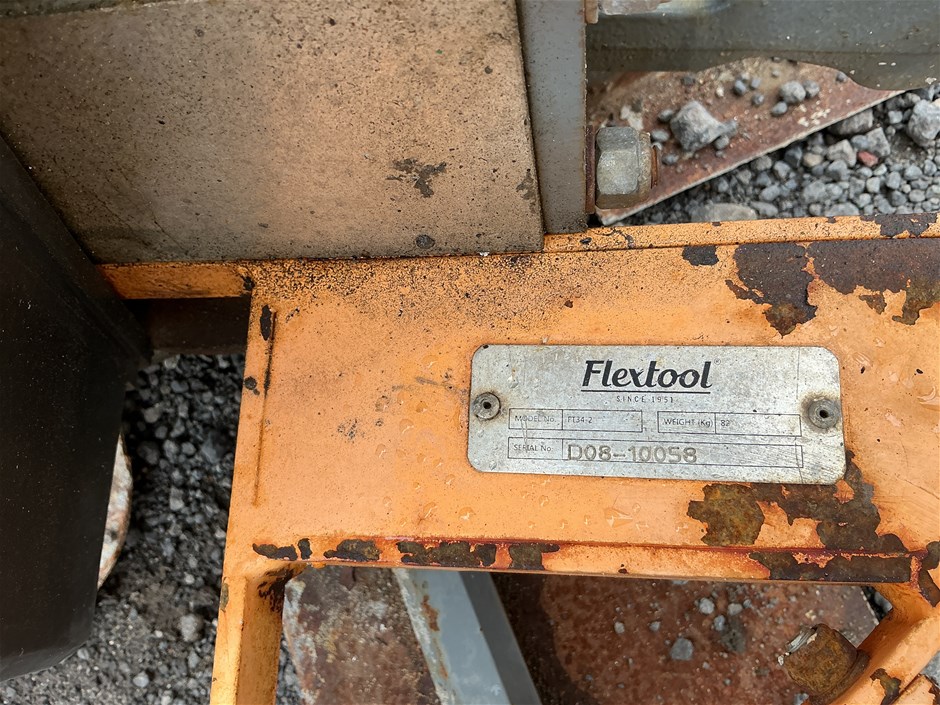 Flextool®
SINCE 1951
MODEL No. FT34-2 WEIGHT (Kg) 82
SERIAL No D08-10058